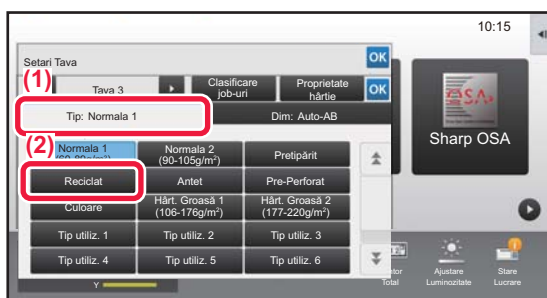 10:15
Setari Tava
OK
(1)
Tava 3
Clasificare
job-uri
Proprietate
hârtie
OK
Tip: Normala 1
Dim: Auto-AB
(2)
Normala 1
Normala 2
(90-105g/m²)
Pretipărit
Reciclat
Antet
Pre-Perforat
Culoare
Hârt. Groasă 1
(106-176g/m²)
Hârt. Groasă 2
(177-220g/m²)
Tip utiliz. 1
Tip utiliz. 2
Tip utiliz. 3
Tip utiliz. 4
Tip utiliz. 5
Tip utiliz. 6
OSA
Sharp OSA
Total
Ajustare
Luminozitate
Stare
Lucrare
Y